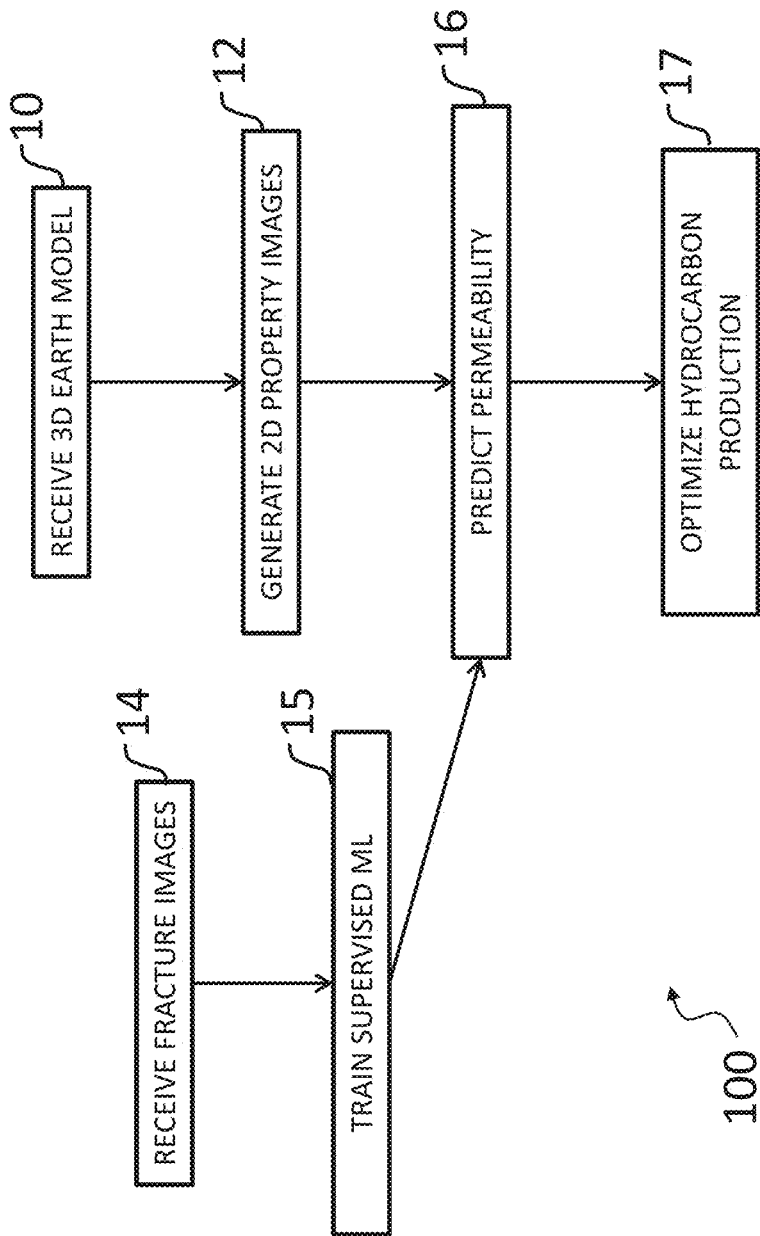 10
RECEIVE 3D EARTH MODEL
12
GENERATE 2D PROPERTY IMAGES
14
RECEIVE FRACTURE IMAGES
15
TRAIN SUPERVISED ML
16
PREDICT PERMEABILITY
17
OPTIMIZE HYDROCARBON
PRODUCTION
100